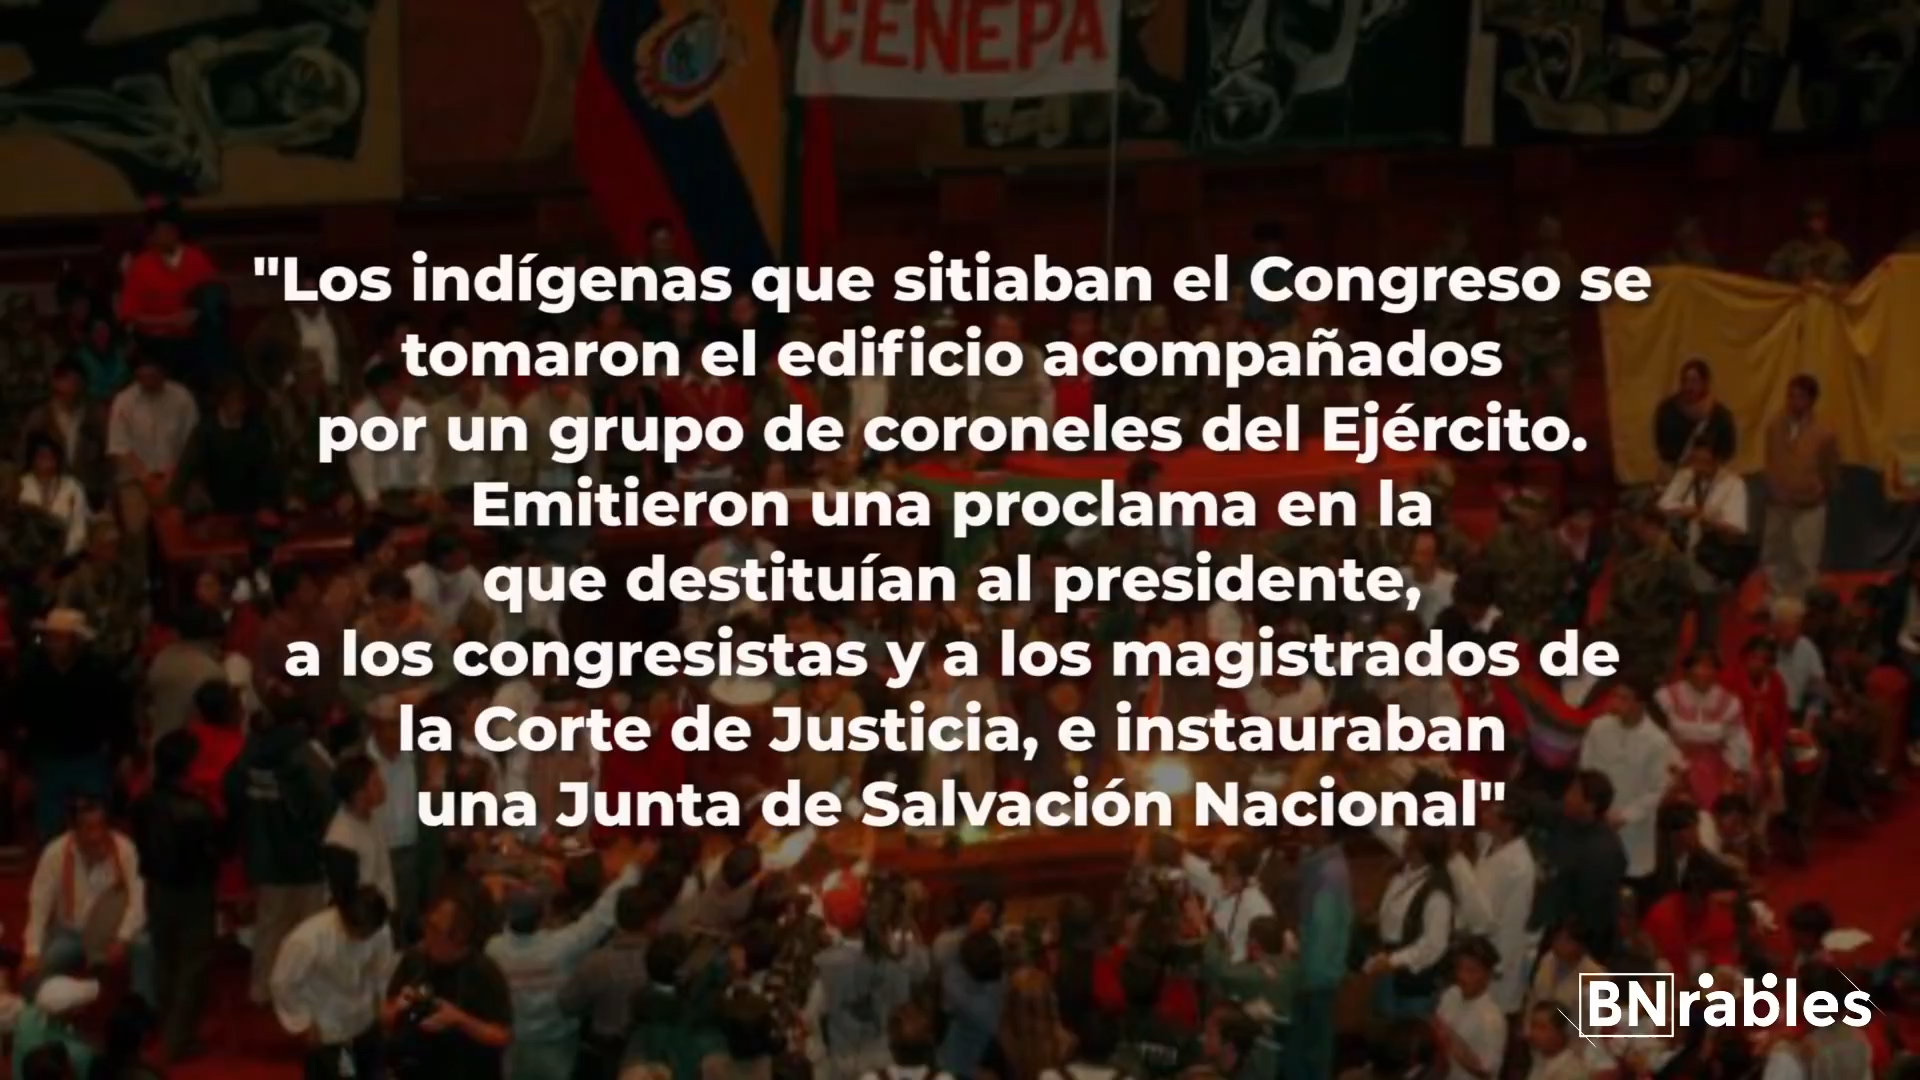 CENEPA
"Los indígenas que sitiaban el Congreso se
tomaron el edificio acompañados
por un grupo de coroneles del Ejército.
Emitieron una proclama en la
que destituían al presidente,
a los congresistas y a los magistrados de
la Corte de Justicia, e instauraban
una Junta de Salvación Nacional"
BNrables